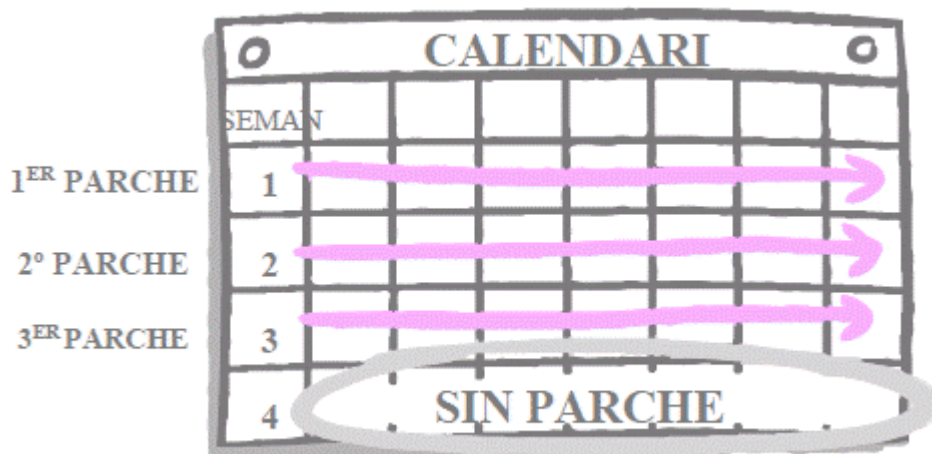 CALENDARI
SEMAN
1ER PARCHE 1
2º PARCHE 2
3ER PARCHE 3
4 SIN PARCHE